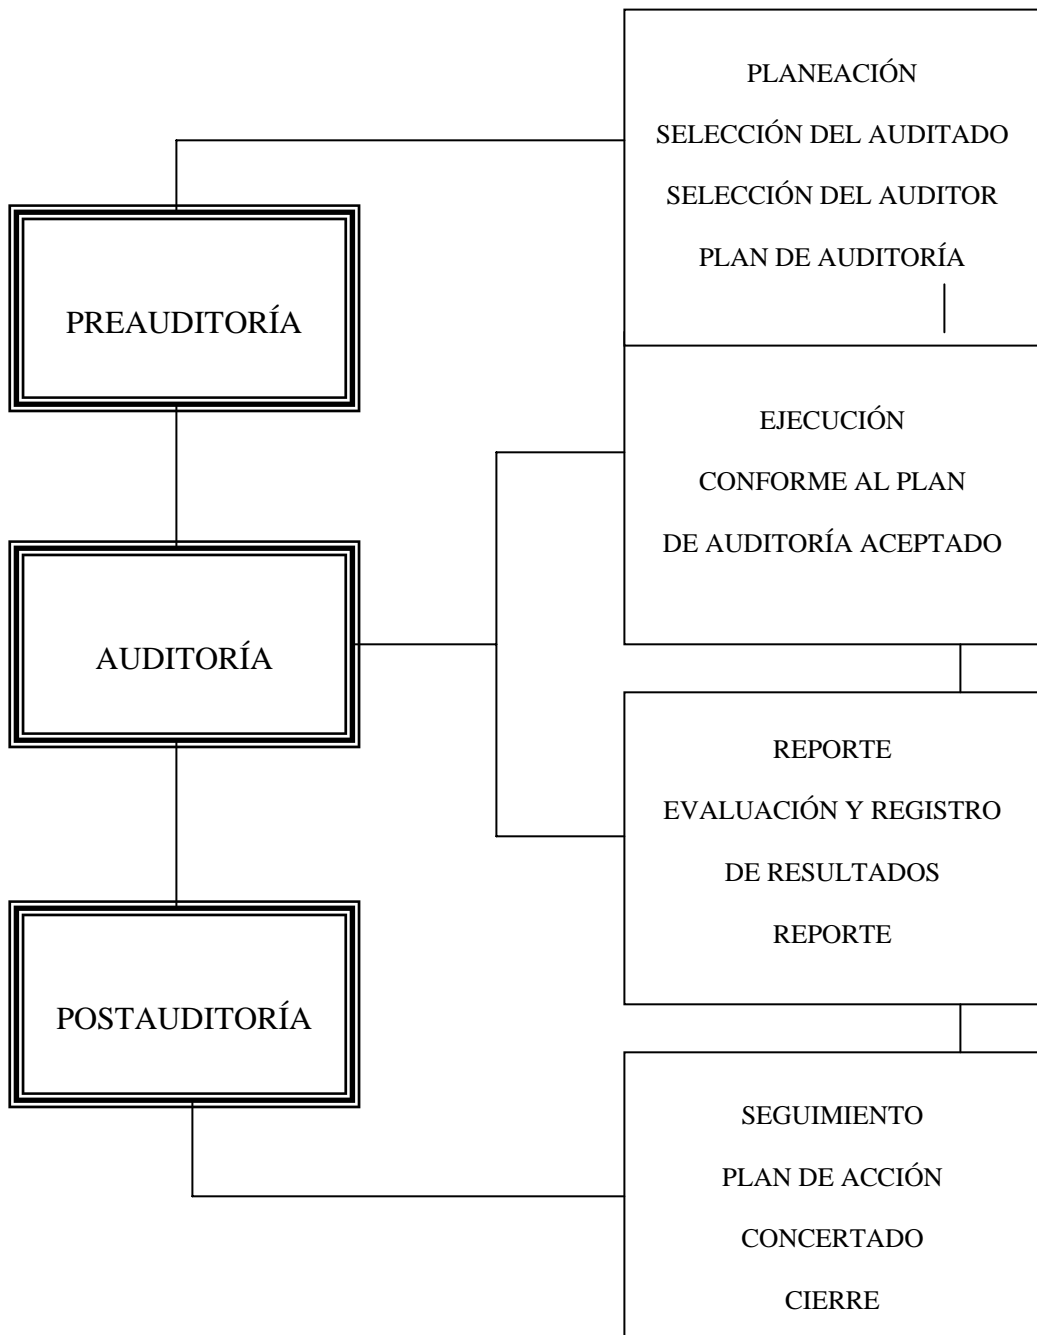 PLANEACIÓN
SELECCIÓN DEL AUDITADO
SELECCIÓN DEL AUDITOR
PLAN DE AUDITORÍA
PREAUDITORÍA
EJECUCIÓN
CONFORME AL PLAN
DE AUDITORÍA ACEPTADO
AUDITORÍA
REPORTE
EVALUACIÓN Y REGISTRO
DE RESULTADOS
REPORTE
POSTAUDITORÍA
SEGUIMIENTO
PLAN DE ACCIÓN
CONCERTADO
CIERRE